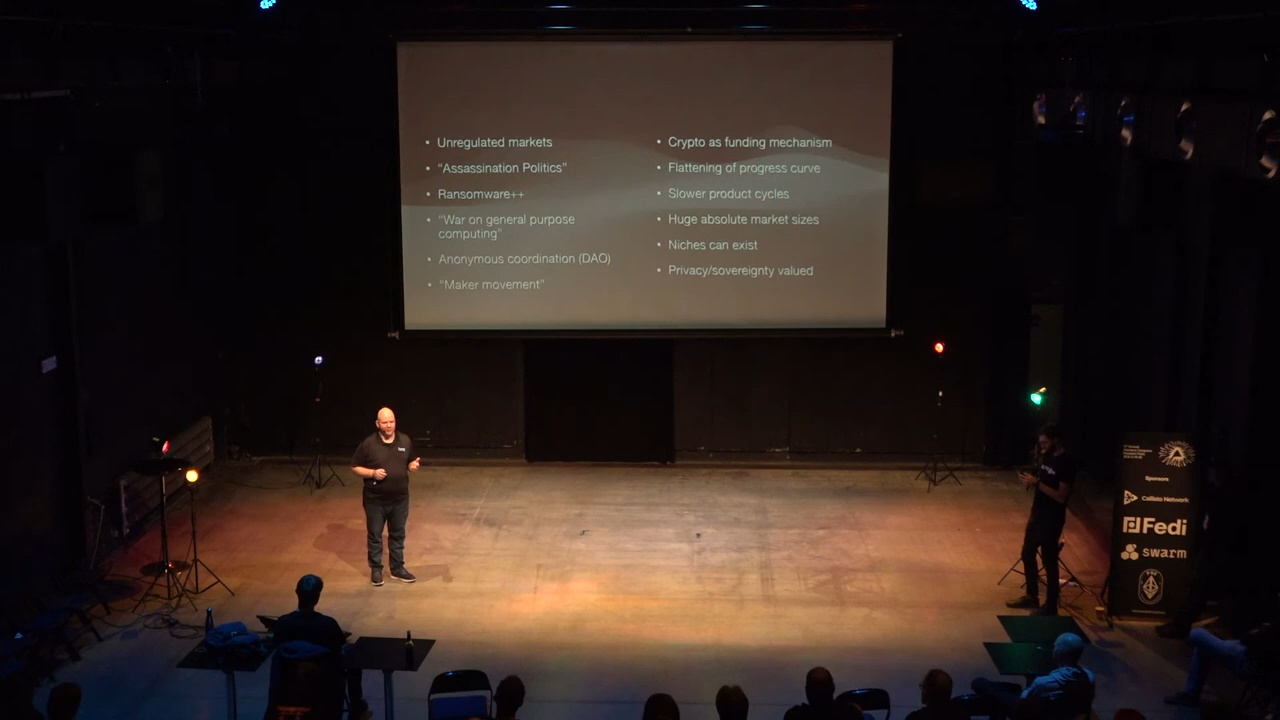 • Unregulated markets
• “Assassination Politics”
• Ransomware++
• “War on general purpose
computing”
• Anonymous coordination (DAO)
• “Maker movement”
• Crypto as funding mechanism
• Flattening of progress curve
• Slower product cycles
• Huge absolute market sizes
• Niches can exist
• Privacy/sovereignty valued
Sponsors
Callisto Network
Fedi
swarm